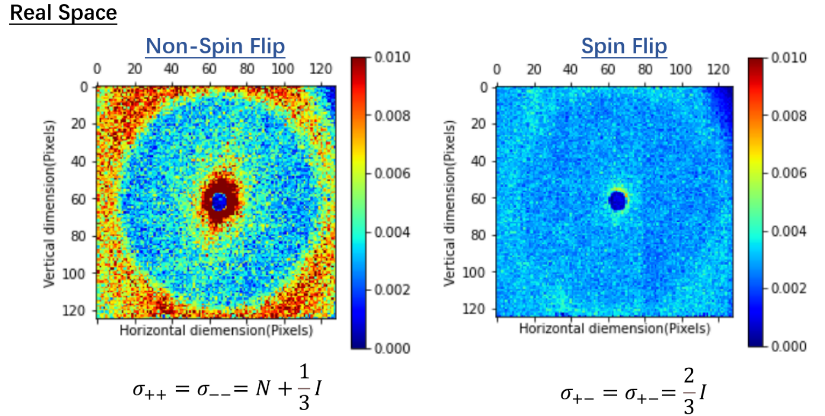 Real Space
Non-Spin Flip
Spin Flip
0 20 40 60 80 100 120
0.010
0 20 40 60 80 100 120
0.010
0
20
40
60
80
100
120
Vertical dimension(Pixels)
0.008
0.006
0.004
0.002
0.000
0
20
40
60
80
100
120
Vertical dimension(Pixels)
0.008
0.006
0.004
0.002
0.000
Horizontal diemension(Pixels)
Horizontal diemension(Pixels)
σ₊₊ = σ₋₋= N + 1/3 I
σ₊₋ = σ₊₋= 2/3 I